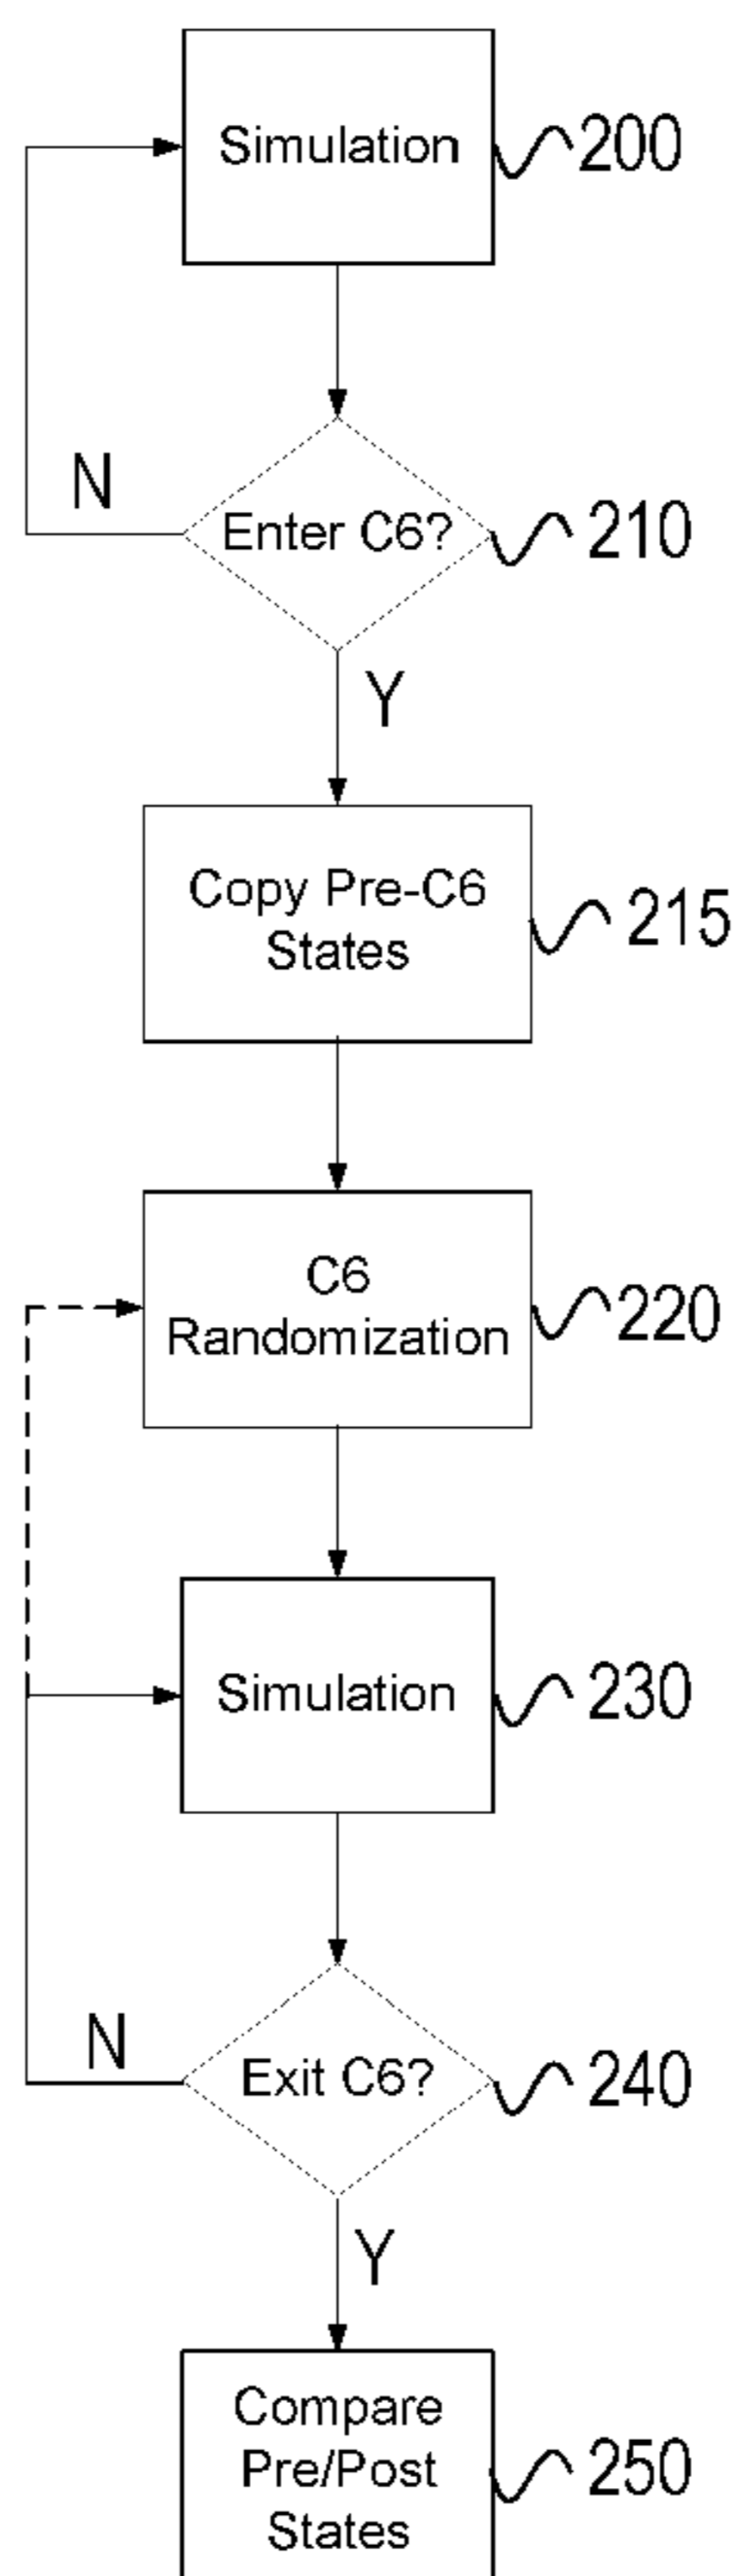 Simulation
200
N
Enter C6?
210
Y
Copy Pre-C6
States
215
C6
Randomization
220
Simulation
230
N
Exit C6?
240
Y
Compare
Pre/Post
States
250